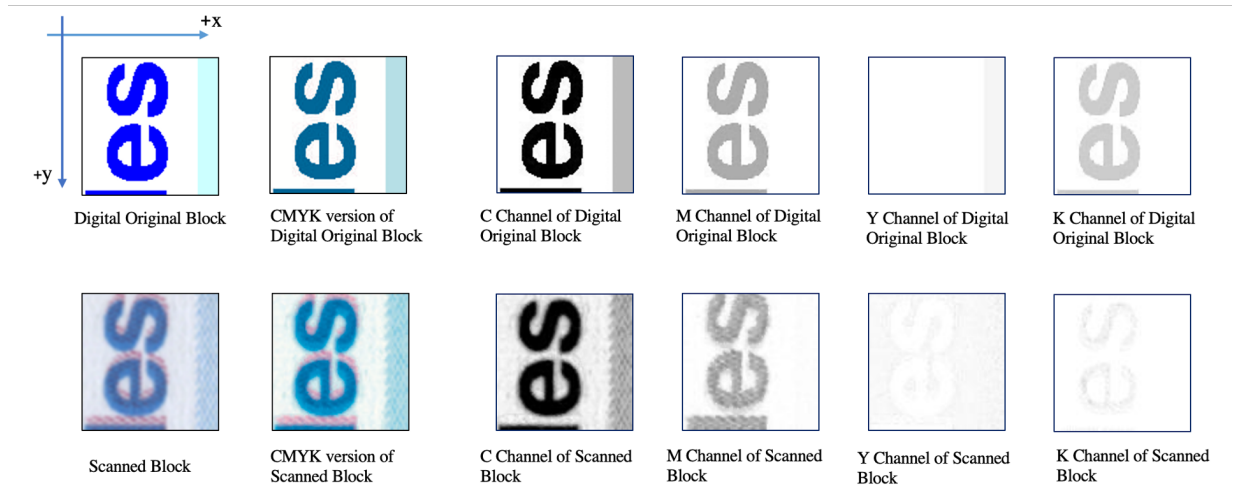 +x
+y
es
es
es
es
es
Digital Original Block
CMYK version of
Digital Original Block
C Channel of Digital
Original Block
M Channel of Digital
Original Block
Y Channel of Digital
Original Block
K Channel of Digital
Original Block
es
es
es
es
es
es
Scanned Block
CMYK version of
Scanned Block
C Channel of Scanned
Block
M Channel of Scanned
Block
Y Channel of Scanned
Block
K Channel of Scanned
Block